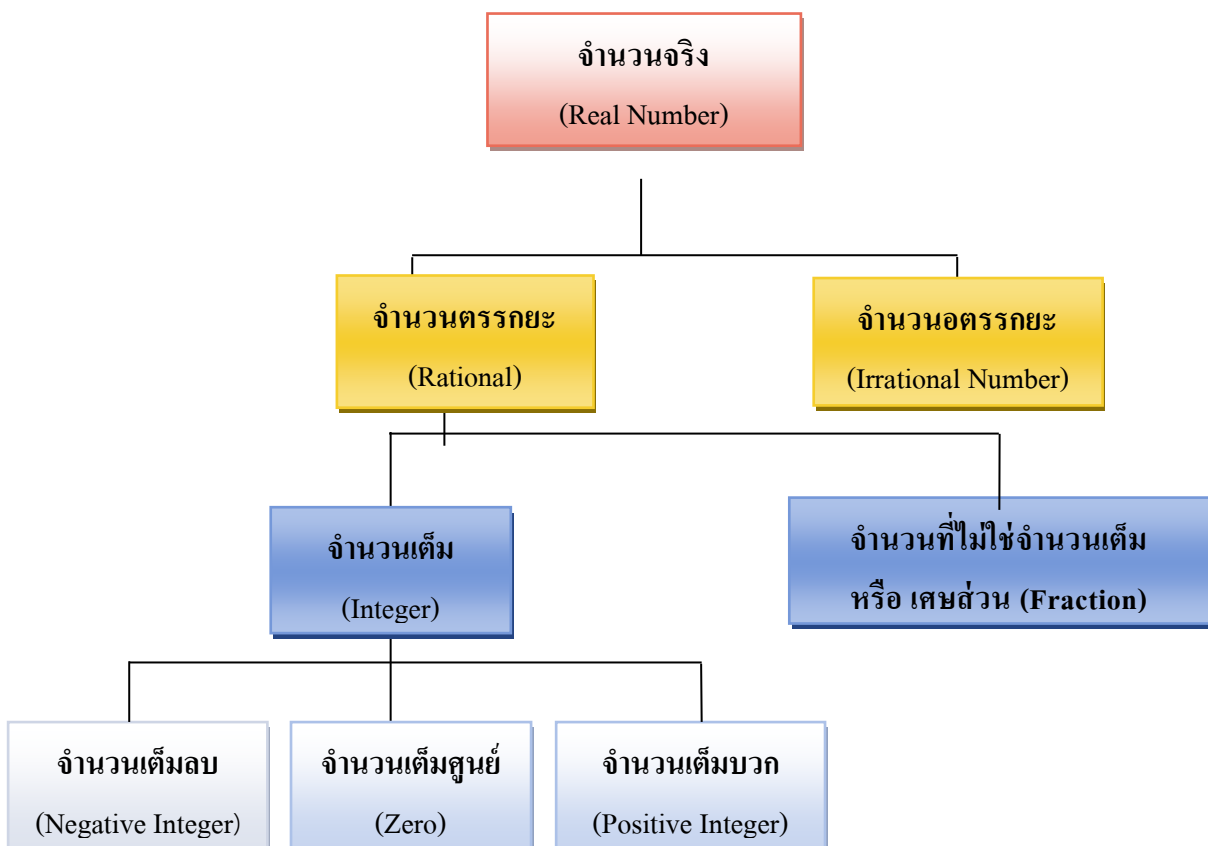 จำนวนจริง
(Real Number)
จำนวนตรรกยะ
(Rational)
จำนวนอตรรกยะ
(Irrational Number)
จำนวนเต็ม
(Integer)
จำนวนที่ไม่ใช่จำนวนเต็ม
หรือ เศษส่วน (Fraction)
จำนวนเต็มลบ
(Negative Integer)
จำนวนเต็มศูนย์
(Zero)
จำนวนเต็มบวก
(Positive Integer)